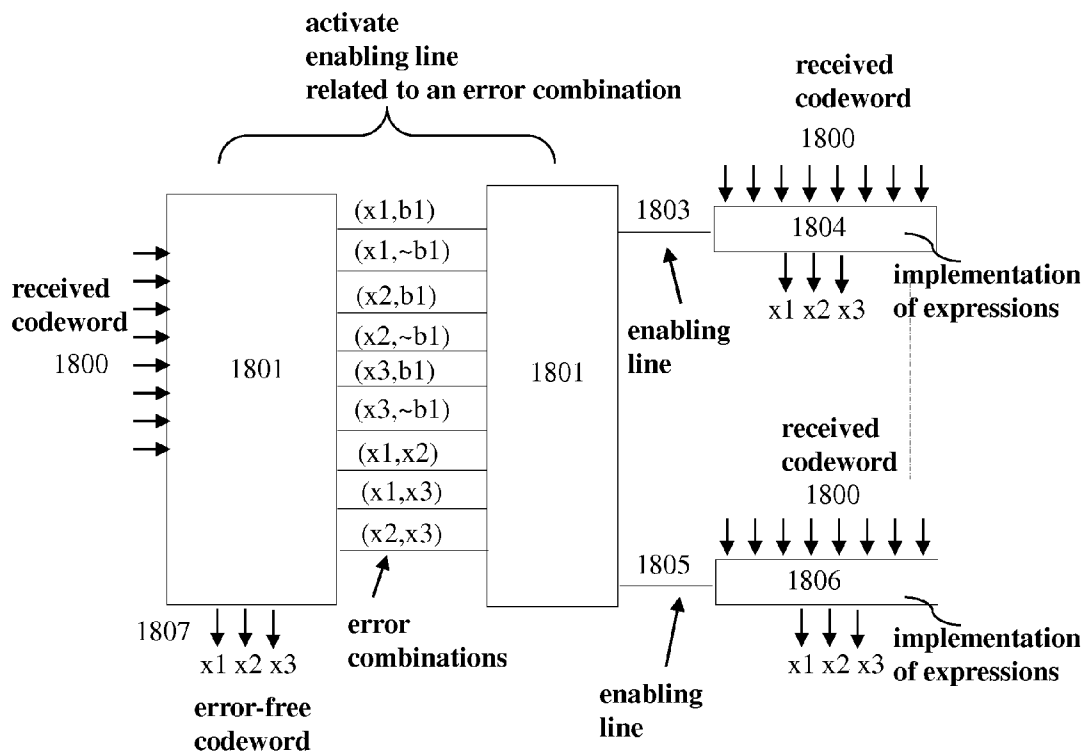 activate
enabling line
related to an error combination
received
codeword
1800
(x1,b1)
(x1,~b1)
(x2,b1)
(x2,~b1)
(x3,b1)
(x3,~b1)
(x1,x2)
(x1,x3)
(x2,x3)
1803
1804
received
codeword
1800
1801
1801
x1 x2 x3
implementation
of expressions
enabling
line
received
codeword
1800
1805
1806
1807
x1 x2 x3
error-free
codeword
error
combinations
enabling
line
x1 x2 x3
implementation
of expressions